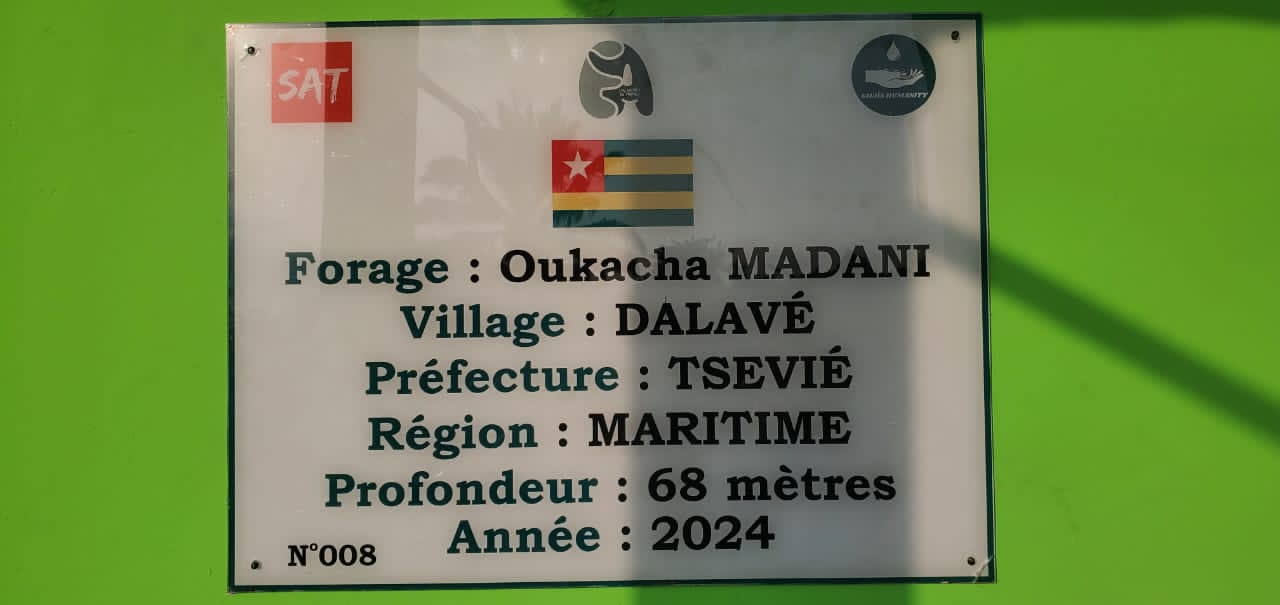 SAT
Forage : Oukacha MADANI
Village : DALAVÉ
Préfecture : TSEVIÉ
Région : MARITIME
Profondeur : 68 mètres
Année : 2024
N°008